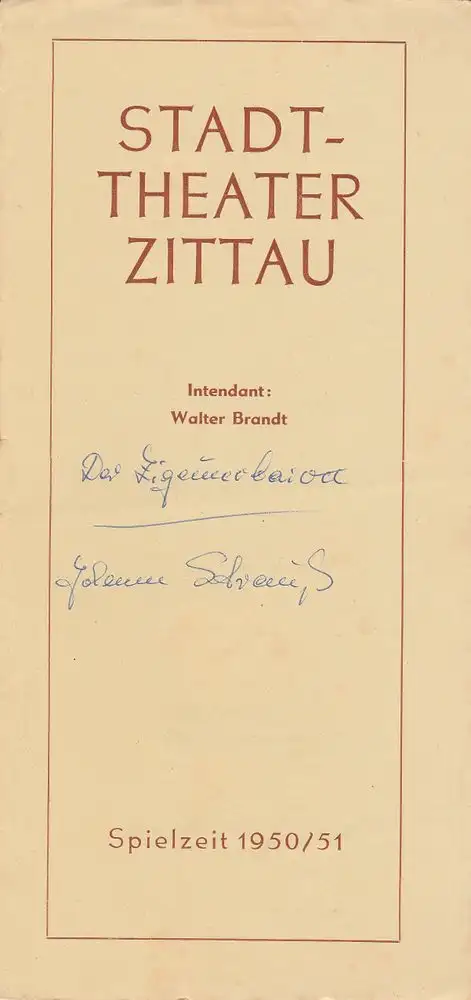 STADT-
THEATER
ZITTAU
Intendant:
Walter Brandt
Der Zigeunerbaron
Johann Strauß
Spielzeit 1950/51